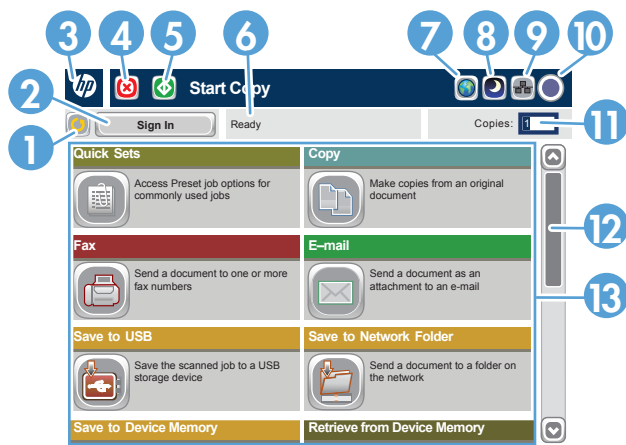 3 4 5 6 7 8 9 10
hp
Start Copy
2
Sign In
Ready
Copies: 1
11
1
Quick Sets
Access Preset job options for
commonly used jobs
Copy
Make copies from an original
document
12
Fax
Send a document to one or more
fax numbers
E–mail
Send a document as an
attachment to an e-mail
13
Save to USB
Save the scanned job to a USB
storage device
Save to Network Folder
Send a document to a folder on
the network
Save to Device Memory
Retrieve from Device Memory